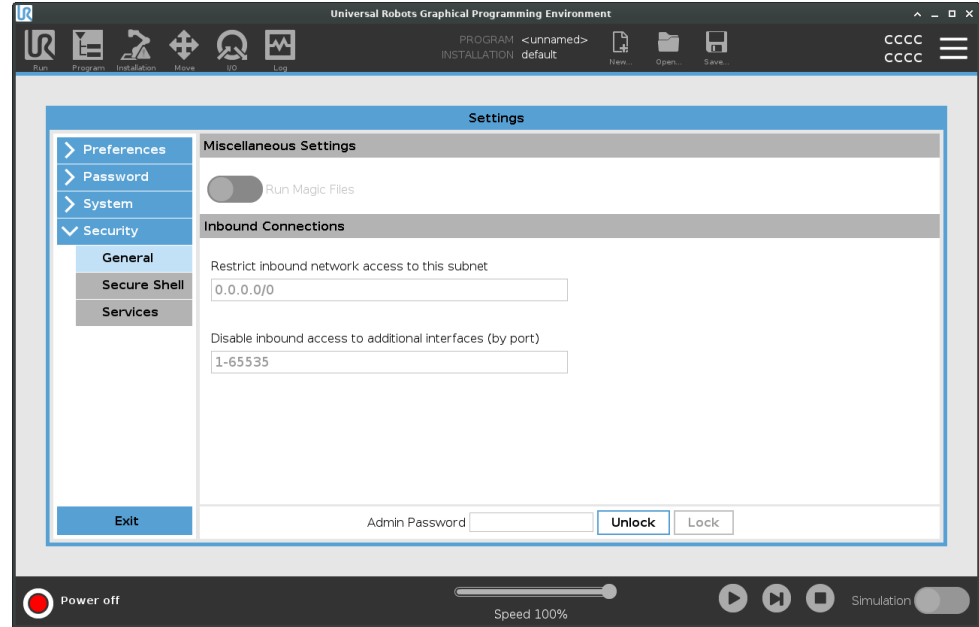 UR
Universal Robots Graphical Programming Environment
UR
PROGRAM <unnamed>
INSTALLATION default
CCCC
CCCC
Run Program Installation Move I/O Log New... Open... Save...
Settings
Preferences
Password
System
Security
General
Secure Shell
Services
Exit
Miscellaneous Settings
Run Magic Files
Inbound Connections
Restrict inbound network access to this subnet
0.0.0.0/0
Disable inbound access to additional interfaces (by port)
1-65535
Admin Password Unlock Lock
Power off
Speed 100%
Simulation